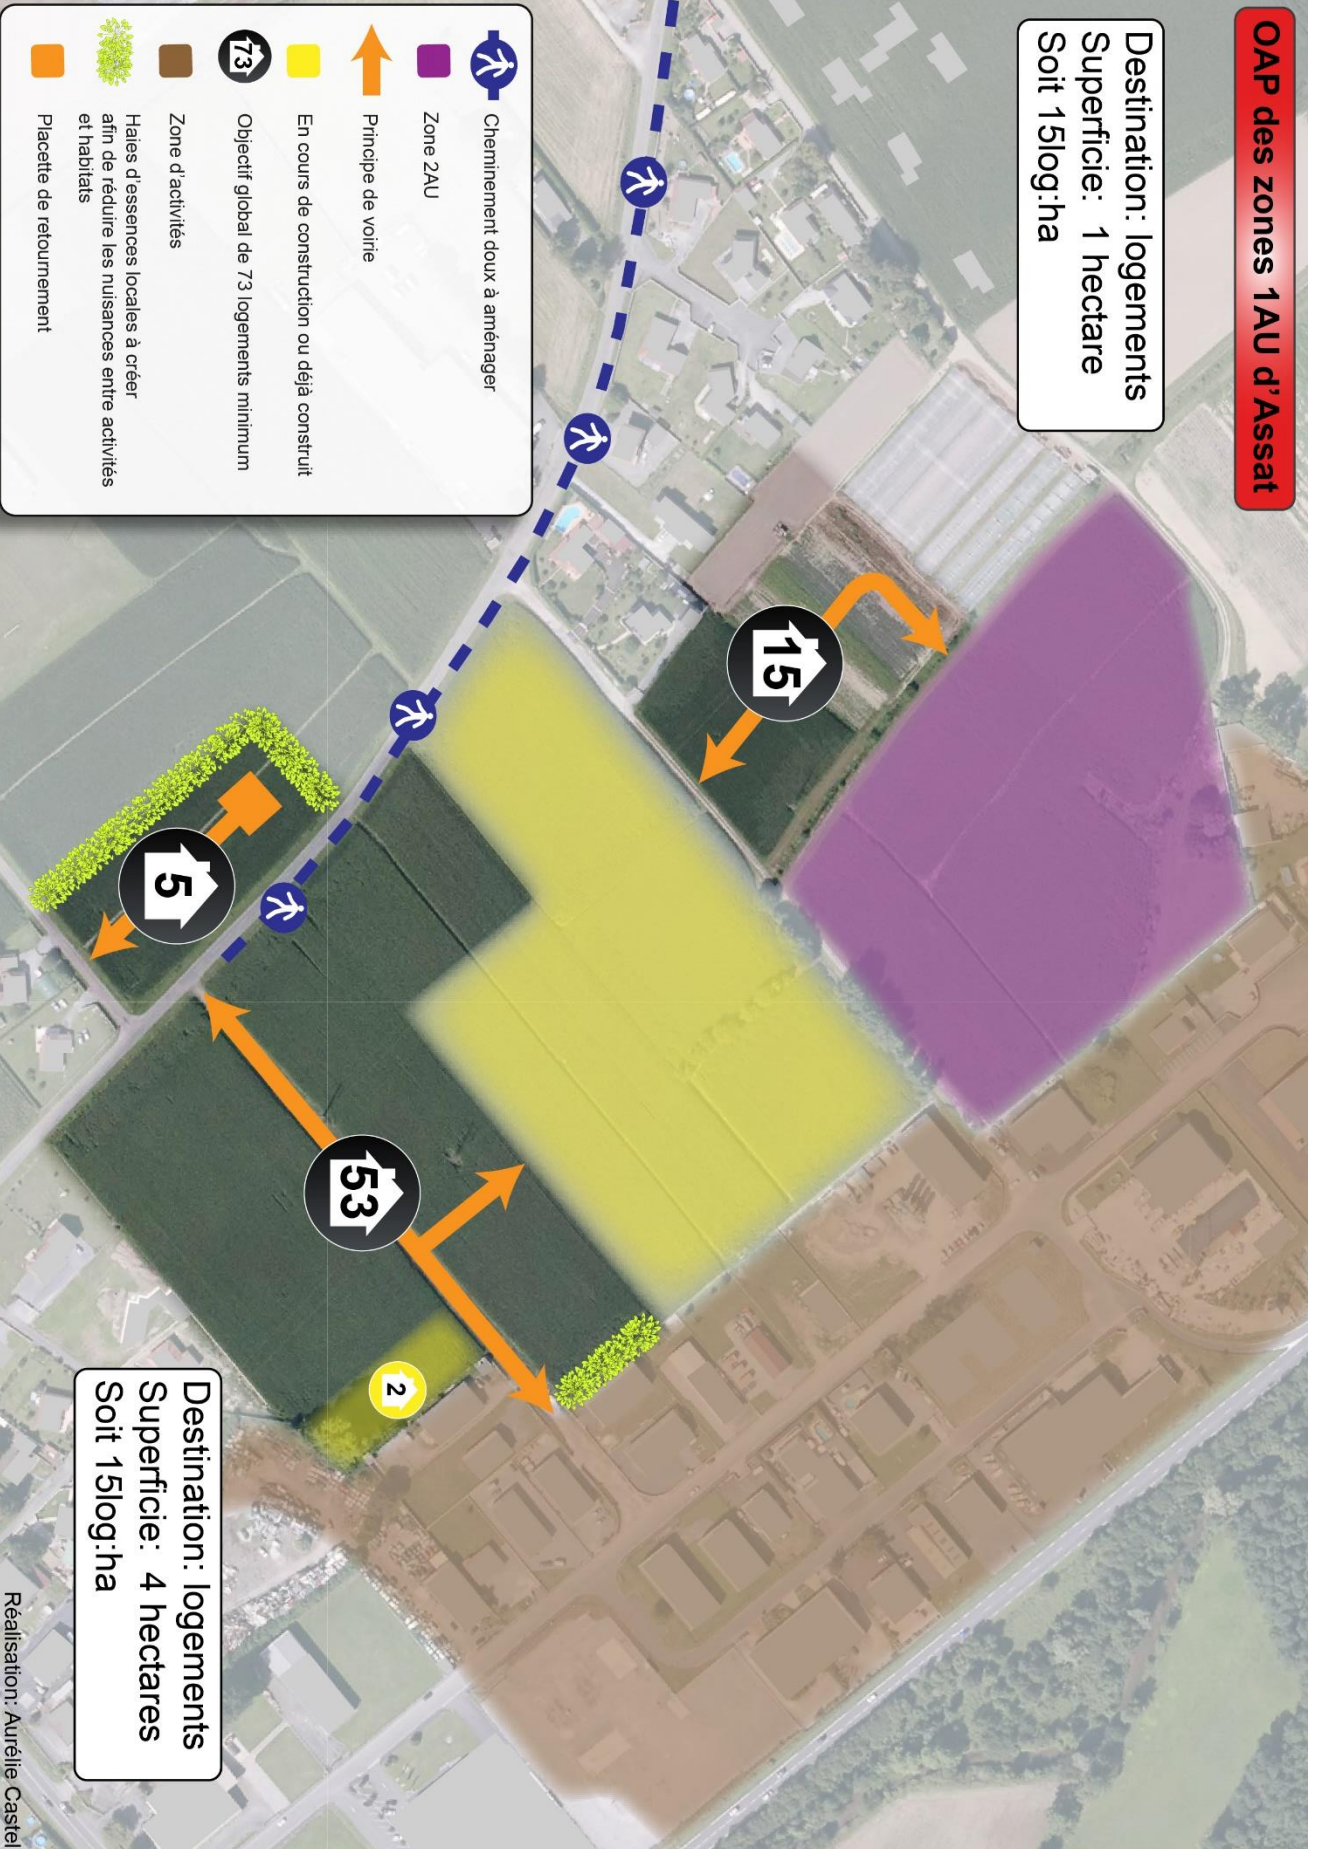 OAP des zones 1AU d'Assat
Destination: logements
Superficie: 1 hectare
Soit 15log:ha
15
5
53
2
Cheminement doux à aménager
Zone 2AU
Principe de voirie
En cours de construction ou déjà construit
73
Objectif global de 73 logements minimum
Zone d'activités
Haies d'essences locales à créer
afin de réduire les nuisances entre activités
et habitats
Placette de retournement
Destination: logements
Superficie: 4 hectares
Soit 15log:ha
Réalisation: Aurélie Castel